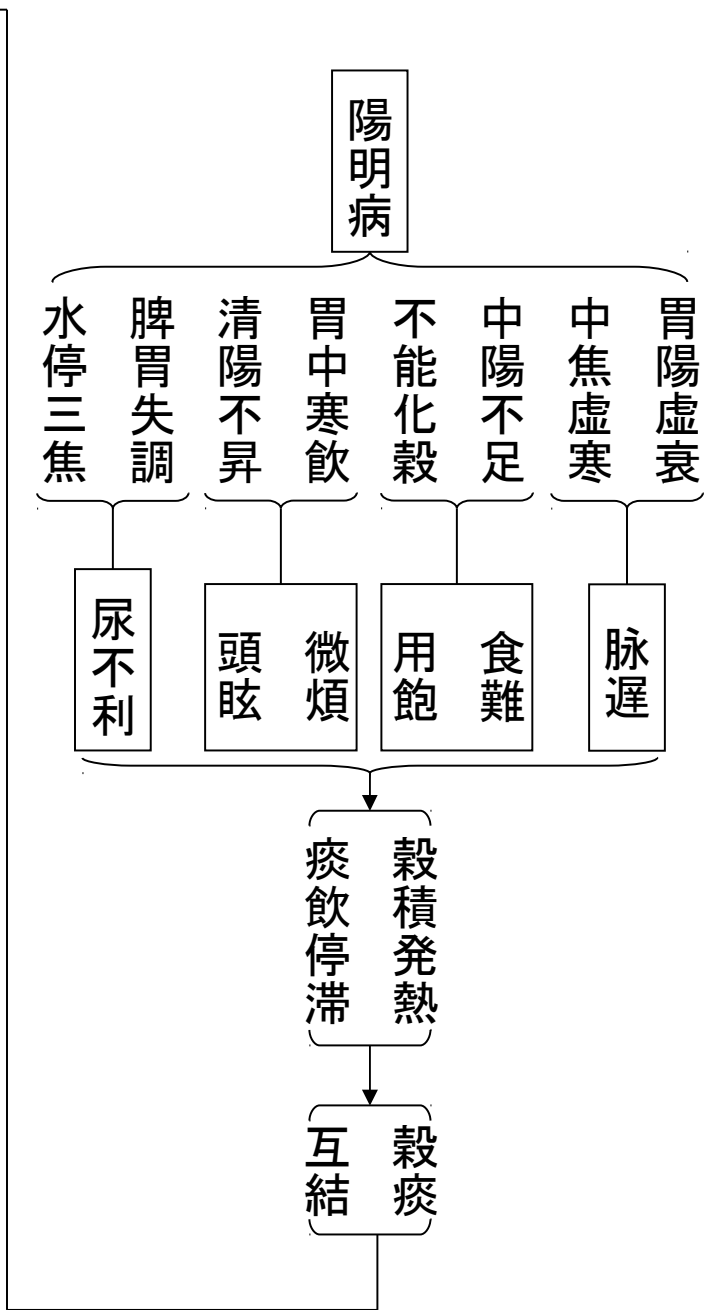 陽明病
胃陽虚衰
中焦虚寒
中陽不足
不能化穀
胃中寒飲
清陽不昇
脾胃失調
水停三焦
脉遅
食難
用飽
微煩
頭眩
尿不利
穀積発熱
痰飲停滞
穀痰
互結